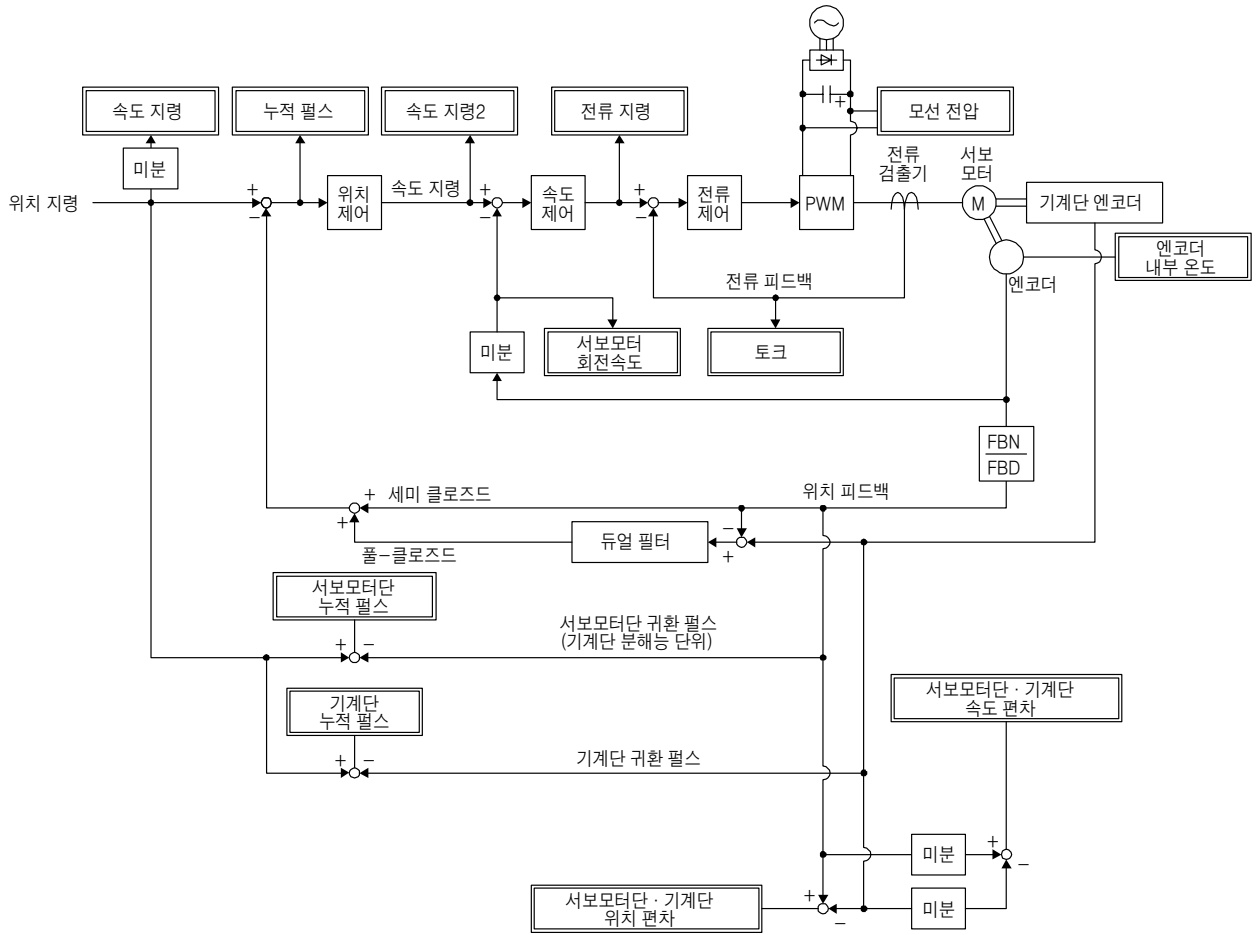 속도 지령
누적 펄스
속도 지령2
전류 지령
모선 전압
미분
전류
검출기
서보
모터
위치 지령
+
−
위치
제어
속도 지령
+
−
속도
제어
+
−
전류
제어
PWM
+
M
기계단 엔코더
엔코더
내부 온도
엔코더
전류 피드백
미분
서보모터
회전속도
토크
FBN
FBD
+
세미 클로즈드
위치 피드백
+
풀-클로즈드
듀얼 필터
−
+
서보모터단
누적 펄스
+
−
서보모터단 귀환 펄스
(기계단 분해능 단위)
기계단
누적 펄스
+
−
기계단 귀환 펄스
서보모터단 · 기계단
속도 편차
미분
+
−
서보모터단 · 기계단
위치 편차
+
−
미분